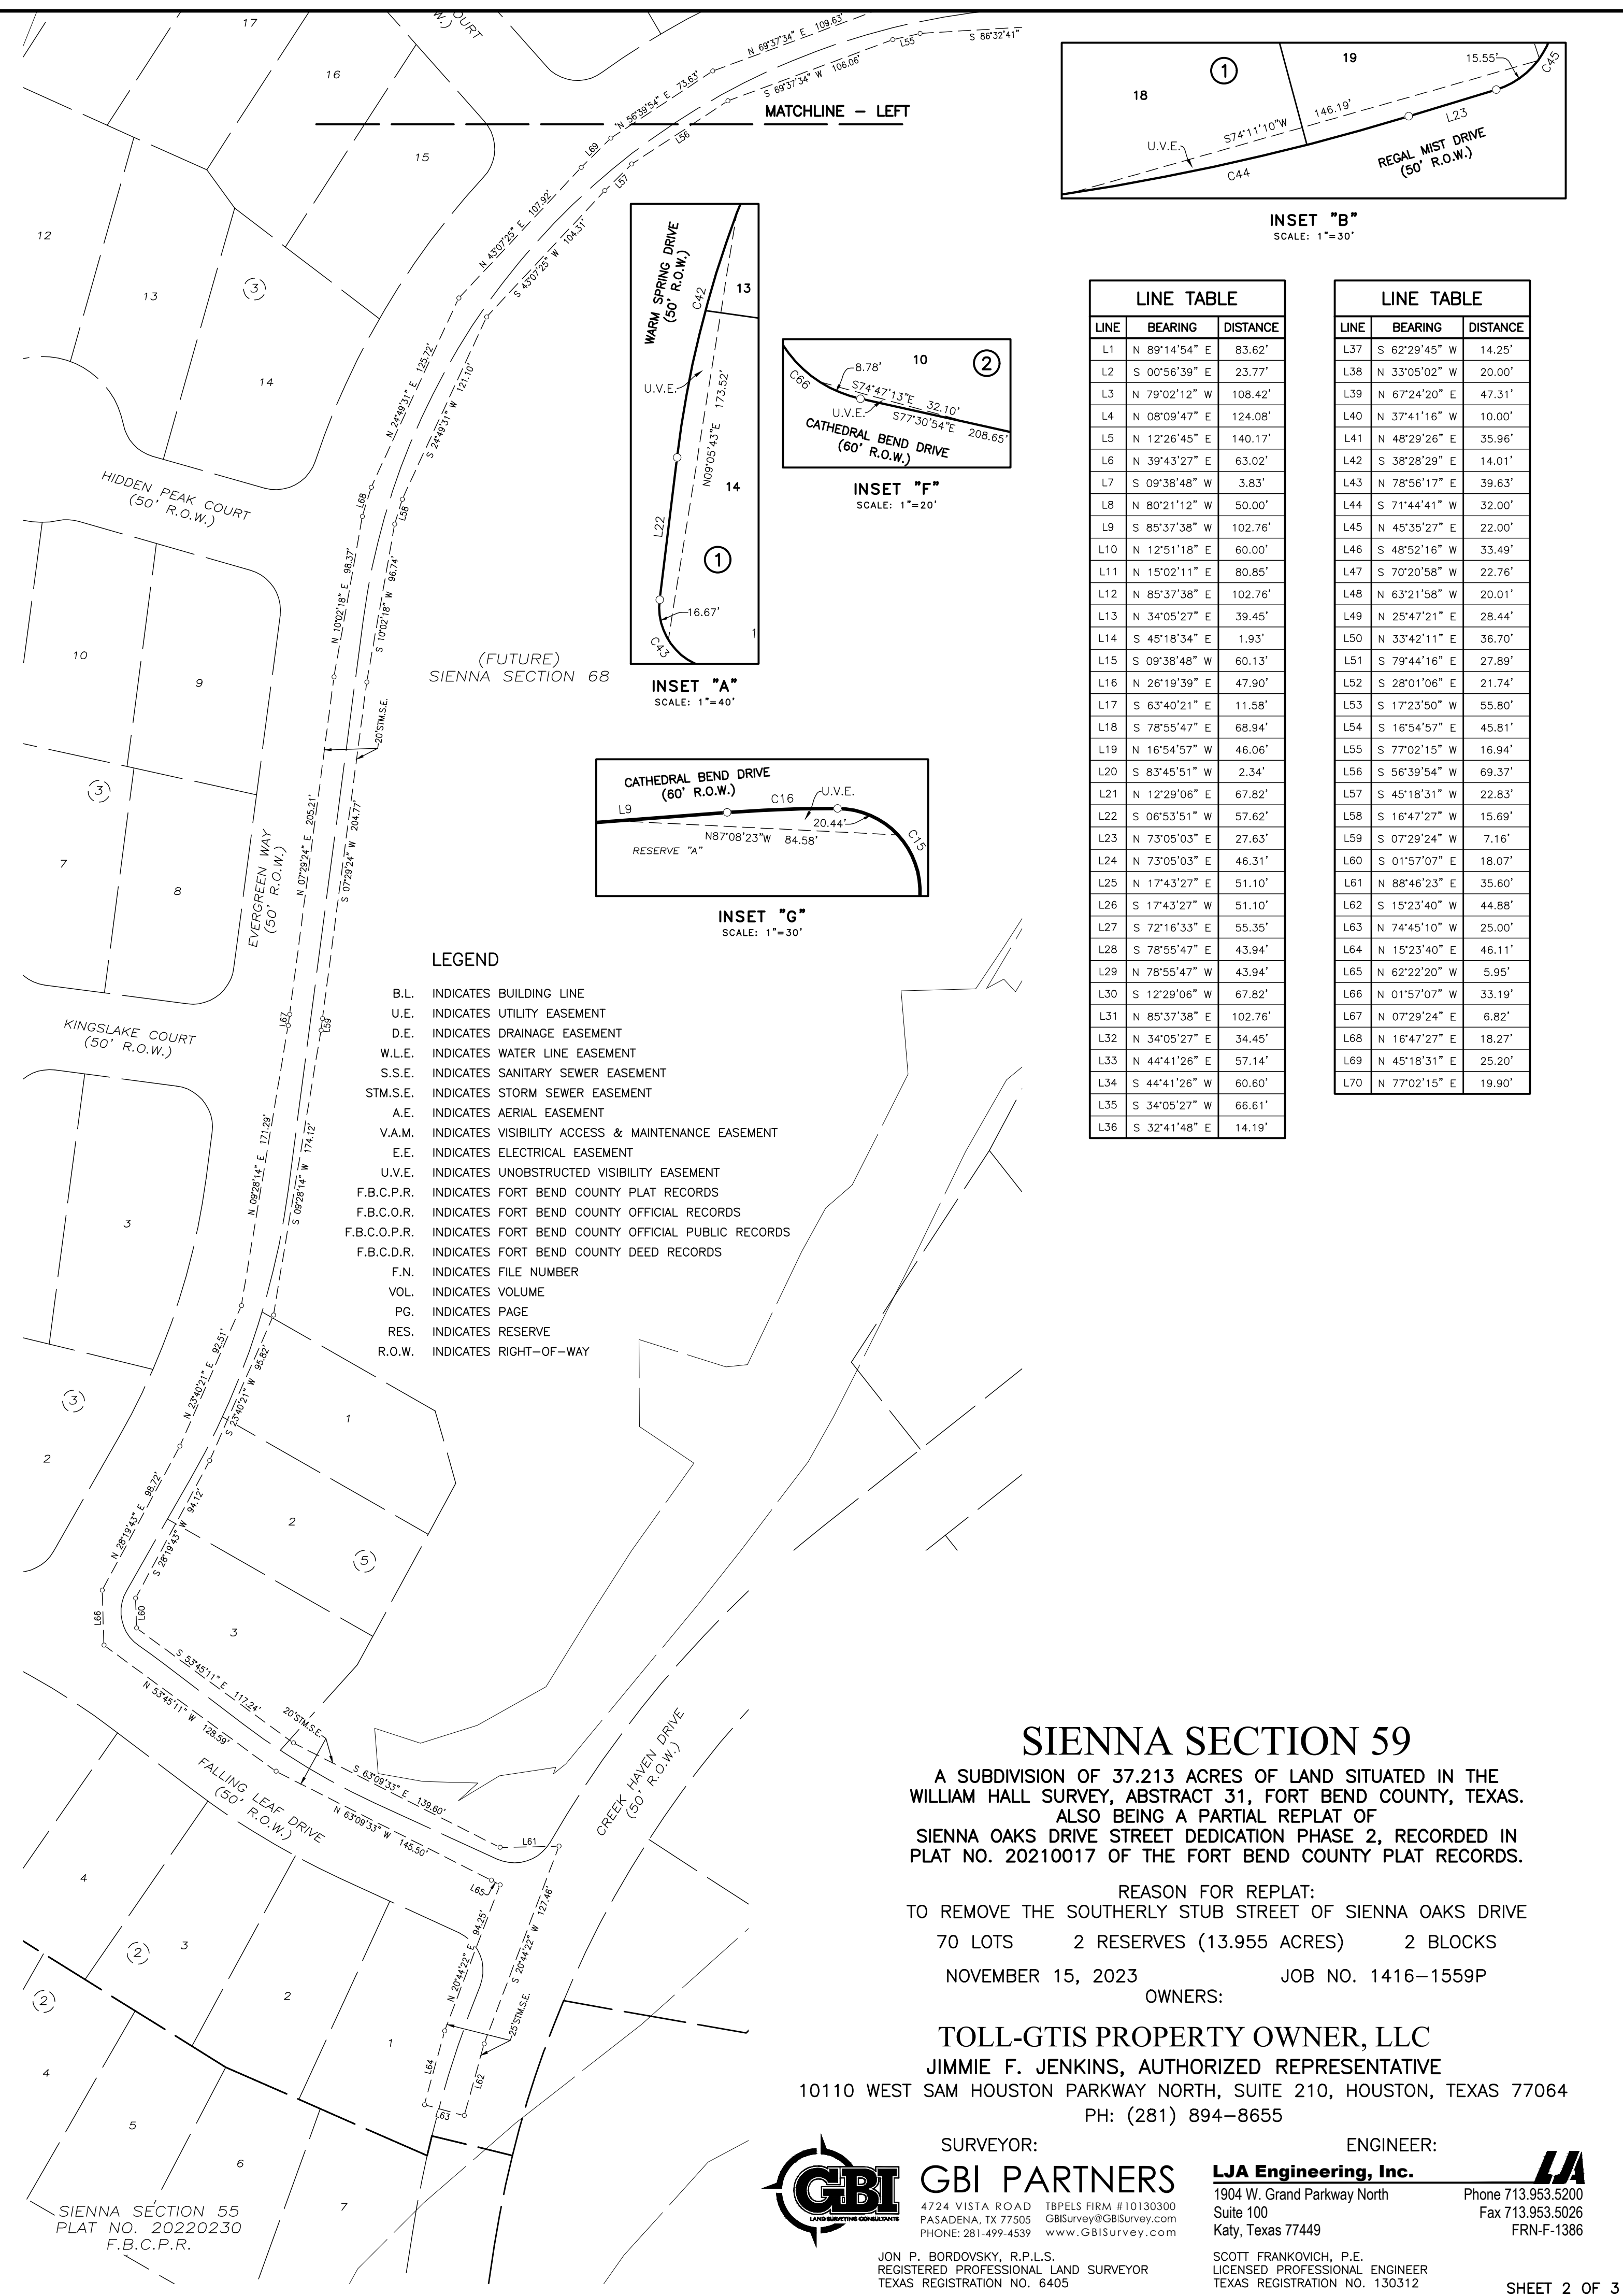 17
16
15
12
13
3
14
N 69°37'34" E 109.63'
N 56°39'54" E 73.63'
L55
S 86°32'41"
S 69°37'34" W 106.06'
MATCHLINE – LEFT
L69
L56
L57
N 43°07'25" E 107.92'
S 43°07'25" W 104.31'
N 24°49'31" E 125.72'
S 24°49'31" W 121.10'
HIDDEN PEAK COURT
(50' R.O.W.)
L68
L58
N 10°02'18" E 98.37'
S 10°02'18" W 96.74'
10
9
(FUTURE)
SIENNA SECTION 68
20'STM.S.E.
3
7
8
EVERGREEN WAY
(50' R.O.W.)
N 07°29'24" E 205.21'
S 07°29'24" W 204.77'
KINGSLAKE COURT
(50' R.O.W.)
L67
L59
N 09°28'14" E 171.29'
S 09°28'14" W 174.12'
3
N 23°40'21" E 92.51'
S 23°40'21" W 95.82'
3
2
N 28°19'43" E 98.72'
S 28°19'43" W 94.12'
1
2
5
3
L66
L60
S 53°45'11" E 117.24'
N 53°45'11" W 128.59'
20'STM.S.E.
FALLING LEAF DRIVE
(50' R.O.W.)
S 63°09'33" E 139.60'
N 63°09'33" W 145.50'
L61
CREEK HAVEN DRIVE
(50' R.O.W.)
L65
N 20°44'22" E 94.25'
S 20°44'22" W 127.46'
25'STM.S.E.
L64
L62
L63
4
2
3
2
2
1
4
5
6
7
SIENNA SECTION 55
PLAT NO. 20220230
F.B.C.P.R.
WARM SPRING DRIVE
(50' R.O.W.)
C42
13
U.V.E.
N09°05'43"E 173.52'
14
L22
1
16.67'
C43
1
INSET "A"
SCALE: 1"=40'
18
1
19
15.55'
C45
U.V.E.
S74°11'10"W 146.19'
L23
C44
REGAL MIST DRIVE
(50' R.O.W.)
INSET "B"
SCALE: 1"=30'
10
2
8.78'
C66
S74°47'13"E 32.10'
U.V.E.
S77°30'54"E 208.65'
CATHEDRAL BEND DRIVE
(60' R.O.W.)
INSET "F"
SCALE: 1"=20'
CATHEDRAL BEND DRIVE
(60' R.O.W.)
L9
C16
U.V.E.
20.44'
N87°08'23"W 84.58'
C15
RESERVE "A"
INSET "G"
SCALE: 1"=30'
LEGEND
B.L. INDICATES BUILDING LINE
U.E. INDICATES UTILITY EASEMENT
D.E. INDICATES DRAINAGE EASEMENT
W.L.E. INDICATES WATER LINE EASEMENT
S.S.E. INDICATES SANITARY SEWER EASEMENT
STM.S.E. INDICATES STORM SEWER EASEMENT
A.E. INDICATES AERIAL EASEMENT
V.A.M. INDICATES VISIBILITY ACCESS & MAINTENANCE EASEMENT
E.E. INDICATES ELECTRICAL EASEMENT
U.V.E. INDICATES UNOBSTRUCTED VISIBILITY EASEMENT
F.B.C.P.R. INDICATES FORT BEND COUNTY PLAT RECORDS
F.B.C.O.R. INDICATES FORT BEND COUNTY OFFICIAL RECORDS
F.B.C.O.P.R. INDICATES FORT BEND COUNTY OFFICIAL PUBLIC RECORDS
F.B.C.D.R. INDICATES FORT BEND COUNTY DEED RECORDS
F.N. INDICATES FILE NUMBER
VOL. INDICATES VOLUME
PG. INDICATES PAGE
RES. INDICATES RESERVE
R.O.W. INDICATES RIGHT–OF–WAY
LINE TABLE
LINE BEARING DISTANCE
L1 N 89°14'54" E 83.62'
L2 S 00°56'39" E 23.77'
L3 N 79°02'12" W 108.42'
L4 N 08°09'47" E 124.08'
L5 N 12°26'45" E 140.17'
L6 N 39°43'27" E 63.02'
L7 S 09°38'48" W 3.83'
L8 N 80°21'12" W 50.00'
L9 S 85°37'38" W 102.76'
L10 N 12°51'18" E 60.00'
L11 N 15°02'11" E 80.85'
L12 N 85°37'38" E 102.76'
L13 N 34°05'27" E 39.45'
L14 S 45°18'34" E 1.93'
L15 S 09°38'48" W 60.13'
L16 N 26°19'39" E 47.90'
L17 S 63°40'21" E 11.58'
L18 S 78°55'47" E 68.94'
L19 N 16°54'57" W 46.06'
L20 S 83°45'51" W 2.34'
L21 N 12°29'06" E 67.82'
L22 S 06°53'51" W 57.62'
L23 N 73°05'03" E 27.63'
L24 N 73°05'03" E 46.31'
L25 N 17°43'27" E 51.10'
L26 S 17°43'27" W 51.10'
L27 S 72°16'33" E 55.35'
L28 S 78°55'47" E 43.94'
L29 N 78°55'47" W 43.94'
L30 S 12°29'06" W 67.82'
L31 N 85°37'38" E 102.76'
L32 N 34°05'27" E 34.45'
L33 N 44°41'26" E 57.14'
L34 S 44°41'26" W 60.60'
L35 S 34°05'27" W 66.61'
L36 S 32°41'48" E 14.19'
LINE TABLE
LINE BEARING DISTANCE
L37 S 62°29'45" W 14.25'
L38 N 33°05'02" W 20.00'
L39 N 67°24'20" E 47.31'
L40 N 37°41'16" W 10.00'
L41 N 48°29'26" E 35.96'
L42 S 38°28'29" E 14.01'
L43 N 78°56'17" E 39.63'
L44 S 71°44'41" W 32.00'
L45 N 45°35'27" E 22.00'
L46 S 48°52'16" W 33.49'
L47 S 70°20'58" W 22.76'
L48 N 63°21'58" W 20.01'
L49 N 25°47'21" E 28.44'
L50 N 33°42'11" E 36.70'
L51 S 79°44'16" E 27.89'
L52 S 28°01'06" E 21.74'
L53 S 17°23'50" W 55.80'
L54 S 16°54'57" E 45.81'
L55 S 77°02'15" W 16.94'
L56 S 56°39'54" W 69.37'
L57 S 45°18'31" W 22.83'
L58 S 16°47'27" W 15.69'
L59 S 07°29'24" W 7.16'
L60 S 01°57'07" E 18.07'
L61 N 88°46'23" E 35.60'
L62 S 15°23'40" W 44.88'
L63 N 74°45'10" W 25.00'
L64 N 15°23'40" E 46.11'
L65 N 62°22'20" W 5.95'
L66 N 01°57'07" W 33.19'
L67 N 07°29'24" E 6.82'
L68 N 16°47'27" E 18.27'
L69 N 45°18'31" E 25.20'
L70 N 77°02'15" E 19.90'
SIENNA SECTION 59
A SUBDIVISION OF 37.213 ACRES OF LAND SITUATED IN THE
WILLIAM HALL SURVEY, ABSTRACT 31, FORT BEND COUNTY, TEXAS.
ALSO BEING A PARTIAL REPLAT OF
SIENNA OAKS DRIVE STREET DEDICATION PHASE 2, RECORDED IN
PLAT NO. 20210017 OF THE FORT BEND COUNTY PLAT RECORDS.
REASON FOR REPLAT:
TO REMOVE THE SOUTHERLY STUB STREET OF SIENNA OAKS DRIVE
70 LOTS 2 RESERVES (13.955 ACRES) 2 BLOCKS
NOVEMBER 15, 2023 JOB NO. 1416–1559P
OWNERS:
TOLL-GTIS PROPERTY OWNER, LLC
JIMMIE F. JENKINS, AUTHORIZED REPRESENTATIVE
10110 WEST SAM HOUSTON PARKWAY NORTH, SUITE 210, HOUSTON, TEXAS 77064
PH: (281) 894–8655
SURVEYOR:
GBI
LAND SURVEYING CONSULTANTS
GBI PARTNERS
4724 VISTA ROAD TBPELS FIRM #10130300
PASADENA, TX 77505 GBISurvey@GBISurvey.com
PHONE: 281-499-4539 www.GBISurvey.com
JON P. BORDOVSKY, R.P.L.S.
REGISTERED PROFESSIONAL LAND SURVEYOR
TEXAS REGISTRATION NO. 6405
ENGINEER:
LJA Engineering, Inc.
LJA
1904 W. Grand Parkway North Phone 713.953.5200
Suite 100 Fax 713.953.5026
Katy, Texas 77449 FRN-F-1386
SCOTT FRANKOVICH, P.E.
LICENSED PROFESSIONAL ENGINEER
TEXAS REGISTRATION NO. 130312
SHEET 2 OF 3